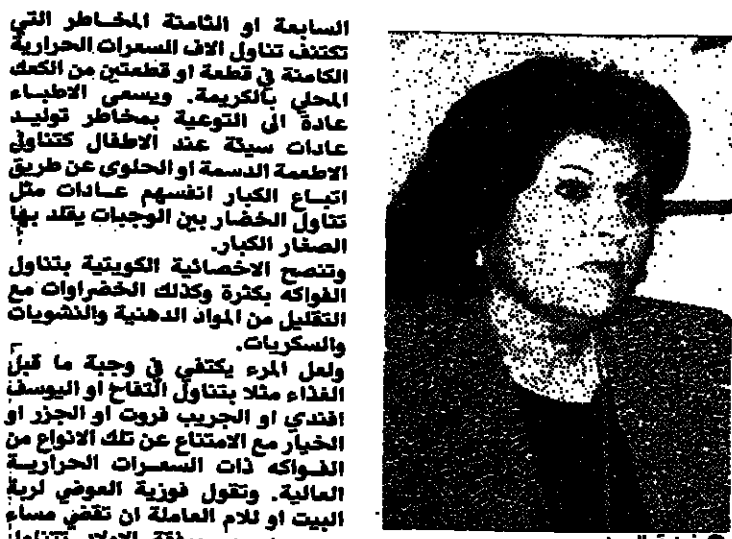 السابعة او الثامنة المخاطر التي
تكتنف تناول الاف السعرات الحرارية
الكامنة في قطعة او قطعتين من الكعك
المحلي بالكريمة. ويسعى الاطباء
عادة الى التوعية بمخاطر توليد
عادات سيئة عند الاطفال كتناول
الاطعمة الدسمة او الحلوى عن طريق
اتباع الكبار انفسهم عادات مثل
تناول الخضار بين الوجبات يقلد بها
الصغار الكبار.
وتنصح الاخصائية الكويتية بتناول
الفواكه بكثرة وكذلك الخضراوات مع
التقليل من المواد الدهنية والنشويات
والسكريات.
ولعل المرء يكتفي في وجبة ما قبل
الغذاء مثلا بتناول التفاح او اليوسف
افندي او الجريب فروت او الجزر او
الخيار مع الامتناع عن تلك الانواع من
الفواكه ذات السعرات الحرارية
العالية. وتقول فوزية العوضي لربة
البيت او للام العاملة ان تقضي مساء